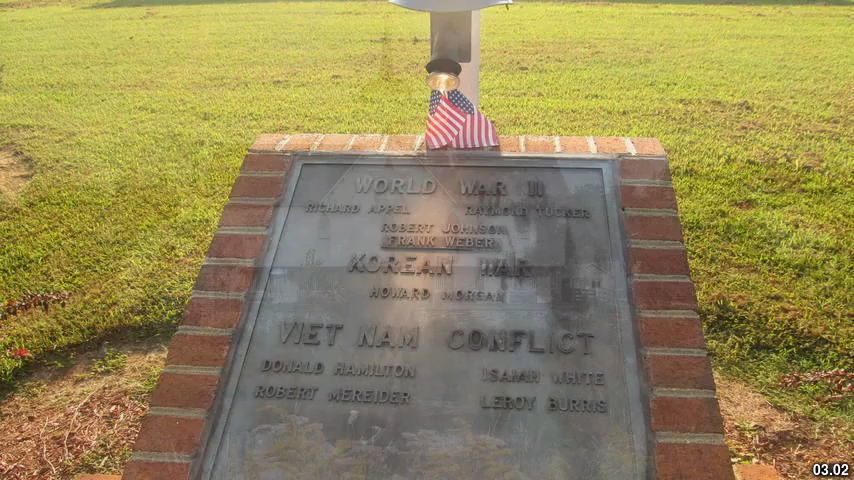 WORLD WAR II
RICHARD APPEL RAYMOND TUCKER
ROBERT JOHNSON
FRANK WEBER
KOREAN WAR
HOWARD MORGAN
VIET NAM CONFLICT
DONALD HAMILTON ISAIAH WHITE
ROBERT MEREIDER LEROY BURRIS
03.02